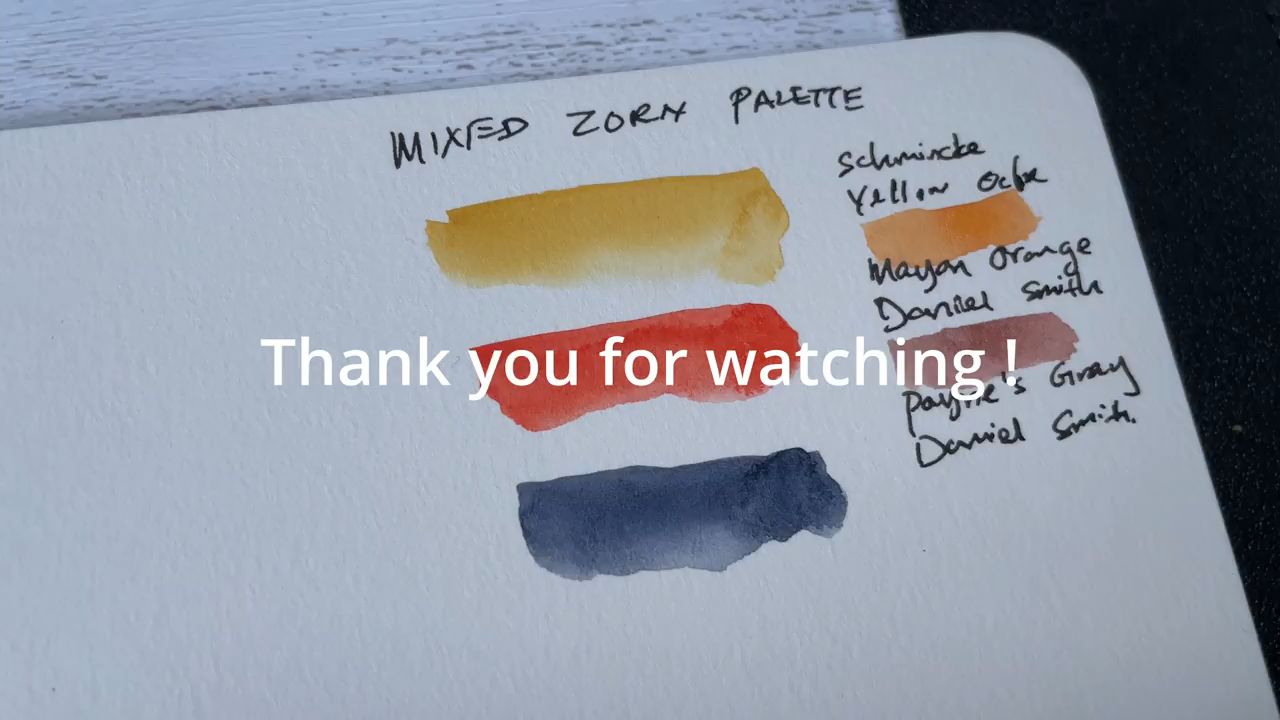 MIXED ZORN PALETTE
Schmincke
Yellow Ochre
Mayan Orange
Daniel Smith
Thank you for watching !
Payne's Gray
Daniel Smith.